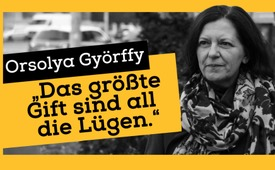 Orsolya Györffy
„Das größte
Gift sind all
die Lügen.“